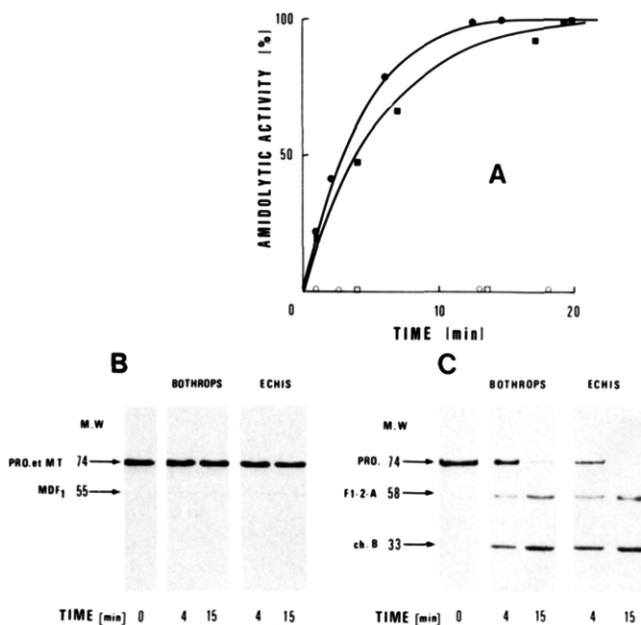 AMIDOLYTIC ACTIVITY [%]
100
50
0
10
20
A
TIME [min]
B
BOTHROPS ECHIS
M.W
PRO.et MT 74
MDF1 55
TIME [min] 0 4 15 4 15
C
BOTHROPS ECHIS
M.W
PRO. 74
F1-2-A 58
ch. B 33
TIME [min] 0 4 15 4 15